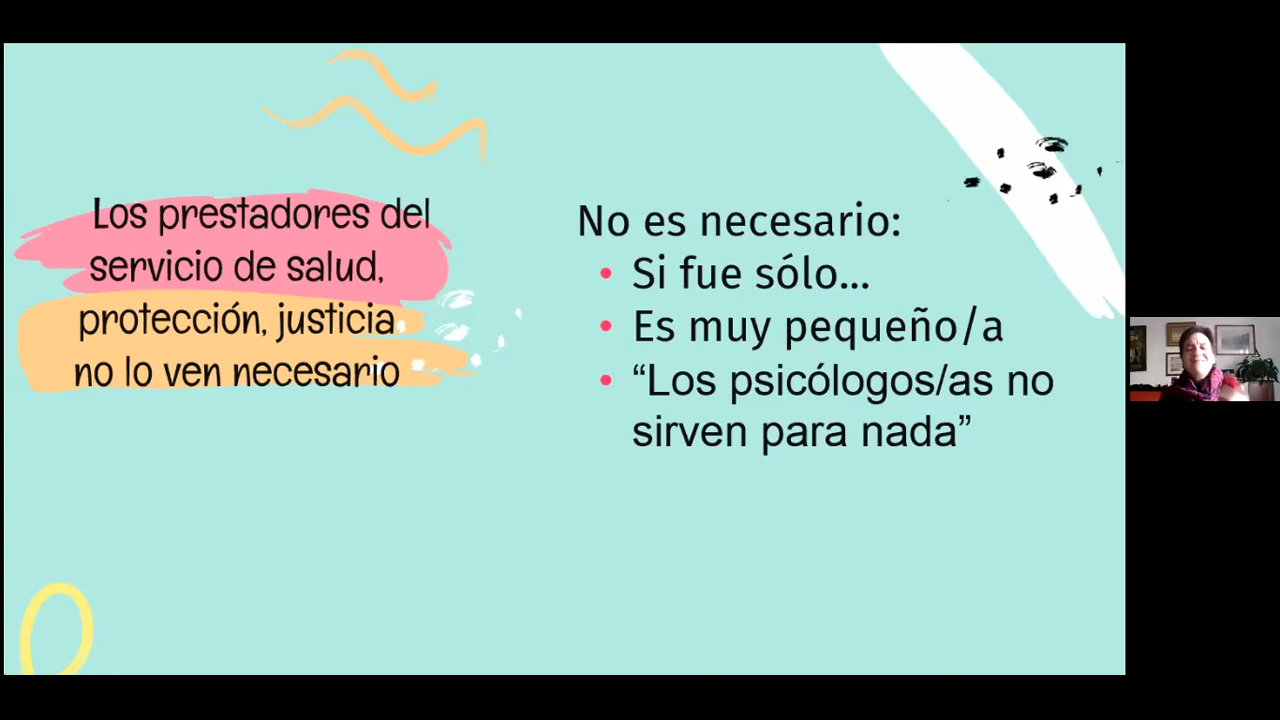 Los prestadores del
servicio de salud,
protección, justicia
no lo ven necesario
No es necesario:
• Si fue sólo...
• Es muy pequeño/a
• “Los psicólogos/as no
sirven para nada”